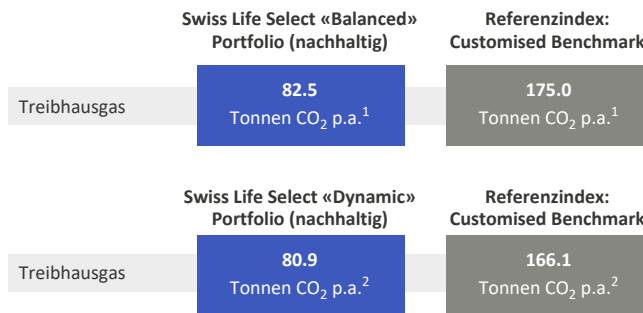 Swiss Life Select «Balanced»
Portfolio (nachhaltig)
Referenzindex:
Customised Benchmark
Treibhausgas
82.5
Tonnen CO₂ p.a.¹
175.0
Tonnen CO₂ p.a.¹
Swiss Life Select «Dynamic»
Portfolio (nachhaltig)
Referenzindex:
Customised Benchmark
Treibhausgas
80.9
Tonnen CO₂ p.a.²
166.1
Tonnen CO₂ p.a.²